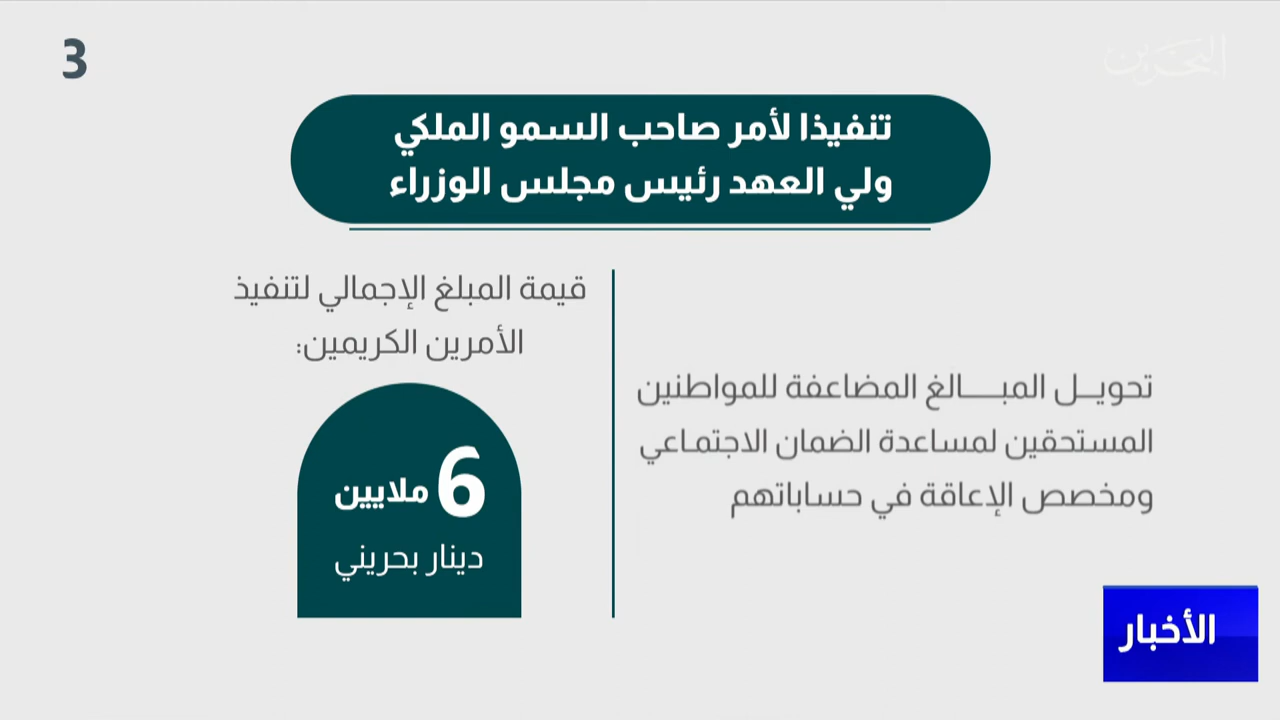 3
البحرين
تنفيذا لأمر صاحب السمو الملكي
ولي العهد رئيس مجلس الوزراء
تحويـل المبـــالغ المضاعفة للمواطنين
المستحقين لمساعدة الضمان الاجتماعي
ومخصص الإعاقة في حساباتهم
قيمة المبلغ الإجمالي لتنفيذ
الأمرين الكريمين:
6 ملايين
دينار بحريني
الأخبار